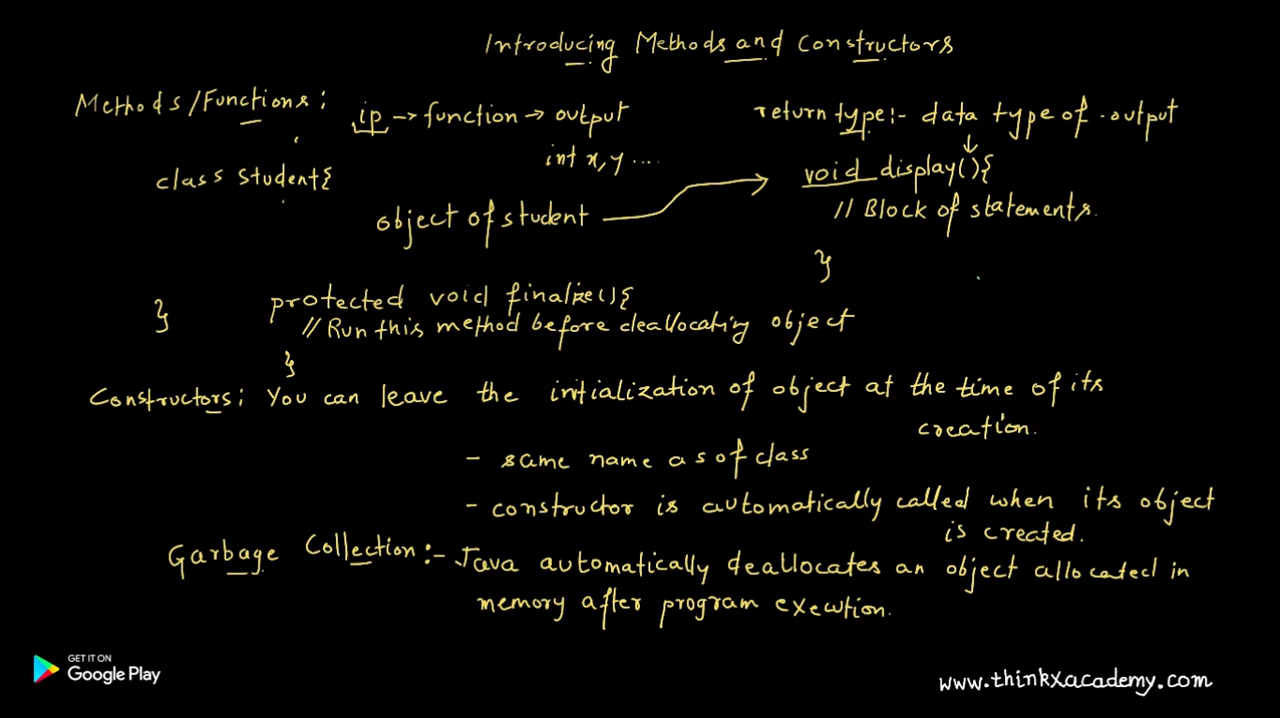 Introducing Methods and Constructors
Methods/Functions:
ip → function → output
return type:- data type of output
int x, y ....
class Student{
void display(){
object of student
// Block of statements.
}
protected void finalize(){
}
// Run this method before deallocating object
}
Constructors: You can leave the initialization of object at the time of its
creation.
- same name as of class
- constructor is automatically called when its object
is created.
Garbage Collection:- Java automatically deallocates an object allocated in
memory after program execution.
GET IT ON
Google Play
www.thinkxacademy.com